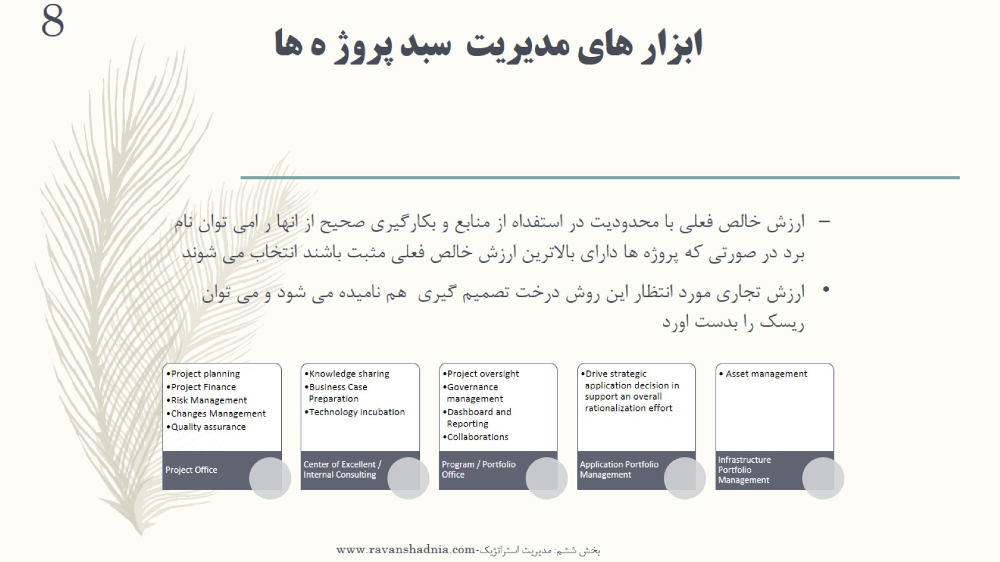 8
ابزار های مدیریت سبد پروژ ه ها
– ارزش خالص فعلی با محدودیت در استفداه از منابع و بکارگیری صحیح از انها ر امی توان نام
برد در صورتی که پروژه ها دارای بالاترین ارزش خالص فعلی مثبت باشند انتخاب می شوند
• ارزش تجاری مورد انتظار این روش درخت تصمیم گیری هم نامیده می شود و می توان
ریسک را بدست اورد
•Project planning
•Project Finance
•Risk Management
•Changes Management
•Quality assurance
Project Office
•Knowledge sharing
•Business Case
Preparation
•Technology incubation
Center of Excellent /
Internal Consulting
•Project oversight
•Governance
management
•Dashboard and
Reporting
•Collaborations
Program / Portfolio
Office
•Drive strategic
application decision in
support an overall
rationalization effort
Application Portfolio
Management
• Asset management
Infrastructure
Portfolio
Management
بخش ششم: مدیریت استراتژیک-www.ravanshadnia.com